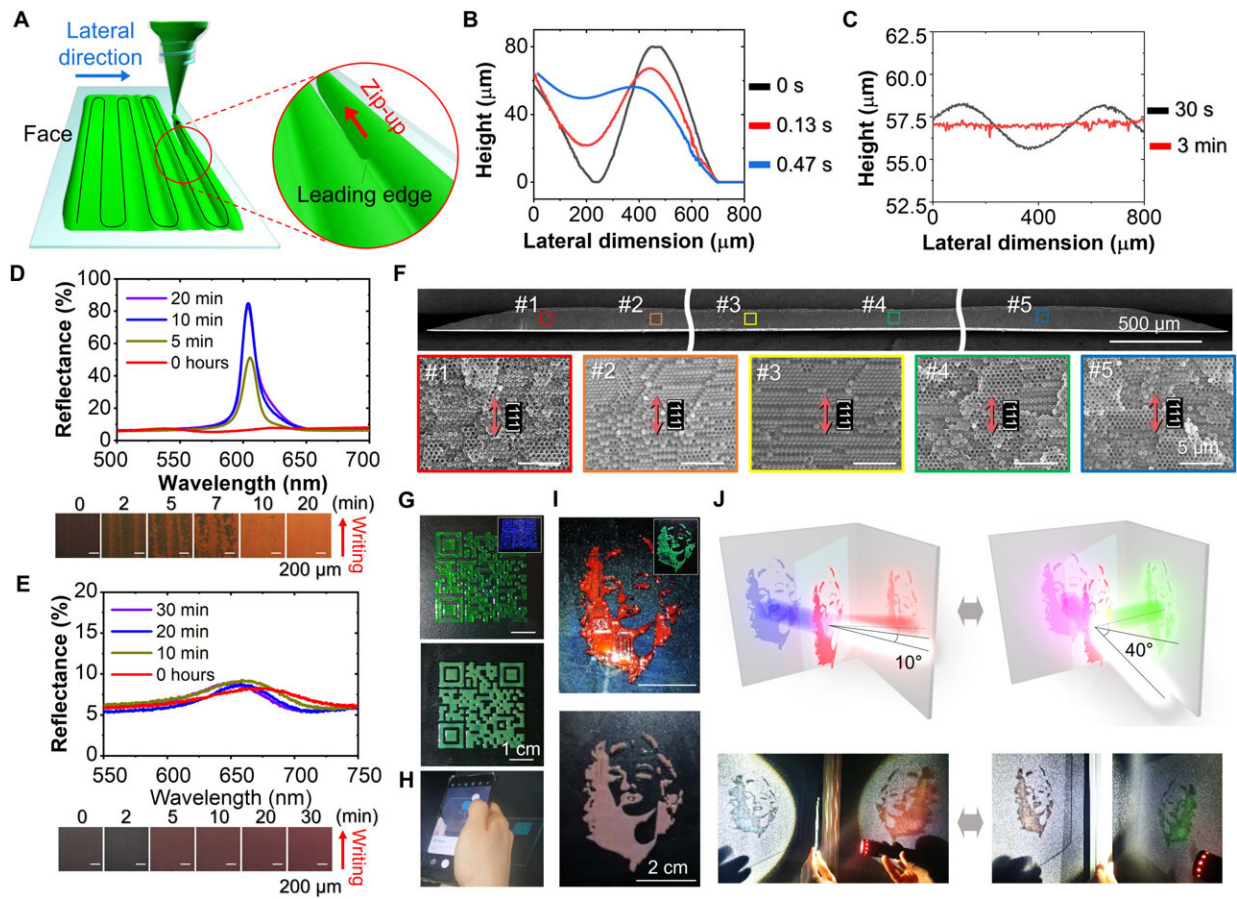 A
Lateral
direction
Face
Zip-up
Leading edge
B
Height (μm)
80
40
0
0 200 400 600 800
Lateral dimension (μm)
0 s
0.13 s
0.47 s
C
Height (μm)
62.5
60.0
57.5
55.0
52.5
0 400 800
Lateral dimension (μm)
30 s
3 min
D
Reflectance (%)
100
80
60
40
20
0
20 min
10 min
5 min
0 hours
500 550 600 650 700
Wavelength (nm)
0 2 5 7 10 20 (min)
Writing
200 μm
E
Reflectance (%)
20
15
10
5
0
30 min
20 min
10 min
0 hours
550 600 650 700 750
Wavelength (nm)
0 2 5 10 20 30 (min)
Writing
200 μm
F
#1 #2 #3 #4 #5
500 μm
#1 #2 #3 #4 #5
[111] [111] [111] [111] [111]
5 μm
G
1 cm
H
I
2 cm
J
10°
40°